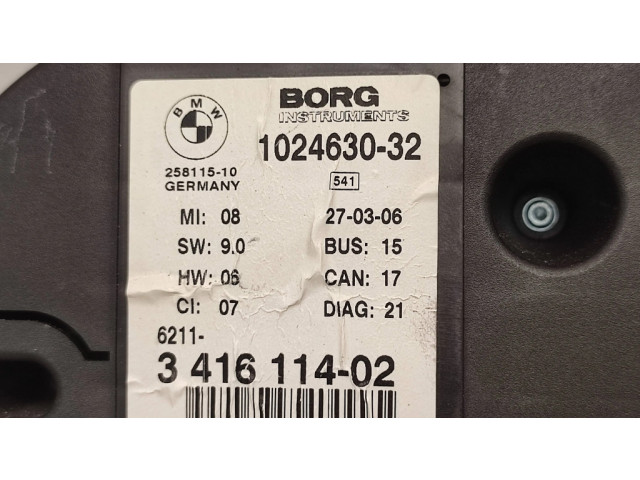 BMW
BORG
INSTRUMENTS
1024630-32
258115-10
GERMANY
541
MI: 08
27-03-06
SW: 9.0
BUS: 15
HW: 06
CAN: 17
CI: 07
DIAG: 21
6211-
3 416 114-02